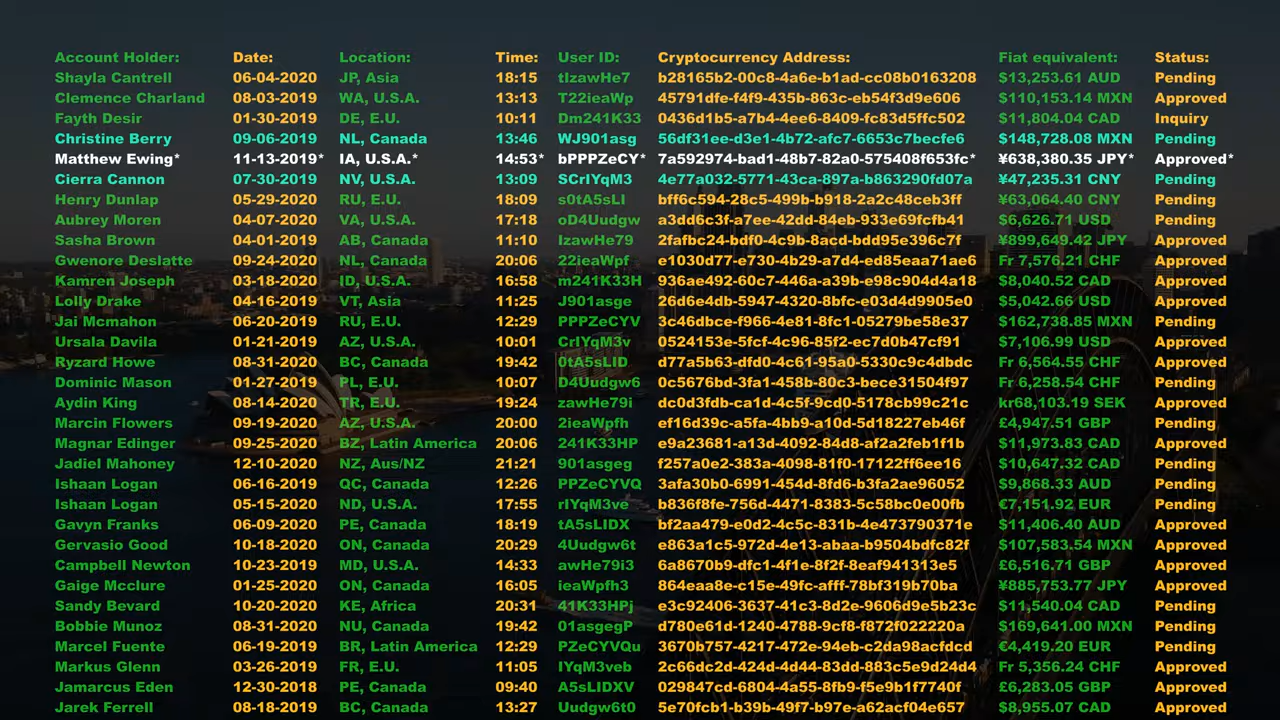 Account Holder: Date: Location: Time: User ID: Cryptocurrency Address: Fiat equivalent: Status:
Shayla Cantrell 06-04-2020 JP, Asia 18:15 tIzawHe7 b28165b2-00c8-4a6e-b1ad-cc08b0163208 $13,253.61 AUD Pending
Clemence Charland 08-03-2019 WA, U.S.A. 13:13 T22ieaWp 45791dfe-f4f9-435b-863c-eb54f3d9e606 $110,153.14 MXN Approved
Fayth Desir 01-30-2019 DE, E.U. 10:11 Dm241K33 0436d1b5-a7b4-4ee6-8409-fc83d5ffc502 $11,804.04 CAD Inquiry
Christine Berry 09-06-2019 NL, Canada 13:46 WJ901asg 56df31ee-d3e1-4b72-afc7-6653c7becfe6 $148,728.08 MXN Pending
Matthew Ewing* 11-13-2019* IA, U.S.A.* 14:53* bPPPZeCY* 7a592974-bad1-48b7-82a0-575408f653fc* ¥638,380.35 JPY* Approved*
Cierra Cannon 07-30-2019 NV, U.S.A. 13:09 SCrIYqM3 4e77a032-5771-43ca-897a-b863290fd07a ¥47,235.31 CNY Pending
Henry Dunlap 05-29-2020 RU, E.U. 18:09 s0tA5sLI bff6c594-28c5-499b-b918-2a2c48ceb3ff ¥63,064.40 CNY Pending
Aubrey Moren 04-07-2020 VA, U.S.A. 17:18 oD4Uudgw a3dd6c3f-a7ee-42dd-84eb-933e69fcfb41 $6,626.71 USD Pending
Sasha Brown 04-01-2019 AB, Canada 11:10 IzawHe79 2fafbc24-bdf0-4c9b-8acd-bdd95e396c7f ¥899,649.42 JPY Approved
Gwenore Deslatte 09-24-2020 NL, Canada 20:06 22ieaWpf e1030d77-e730-4b29-a7d4-ed85eaa71ae6 Fr 7,576.21 CHF Approved
Kamren Joseph 03-18-2020 ID, U.S.A. 16:58 m241K33H 936ae492-60c7-446a-a39b-e98c904d4a18 $8,040.52 CAD Approved
Lolly Drake 04-16-2019 VT, Asia 11:25 J901asge 26d6e4db-5947-4320-8bfc-e03d4d9905e0 $5,042.66 USD Approved
Jai Mcmahon 06-20-2019 RU, E.U. 12:29 PPPZeCYV 3c46dbce-f966-4e81-8fc1-05279be58e37 $162,738.85 MXN Pending
Ursala Davila 01-21-2019 AZ, U.S.A. 10:01 CrIYqM3v 0524153e-5fcf-4c96-85f2-ec7d0b47cf91 $7,106.99 USD Approved
Ryzard Howe 08-31-2020 BC, Canada 19:42 0tA5sLID d77a5b63-dfd0-4c61-95a0-5330c9c4dbdc Fr 6,564.55 CHF Approved
Dominic Mason 01-27-2019 PL, E.U. 10:07 D4Uudgw6 0c5676bd-3fa1-458b-80c3-bece31504f97 Fr 6,258.54 CHF Pending
Aydin King 08-14-2020 TR, E.U. 19:24 zawHe79i dc0d3fdb-ca1d-4c5f-9cd0-5178cb99c21c kr68,103.19 SEK Approved
Marcin Flowers 09-19-2020 AZ, U.S.A. 20:00 2ieaWpfh ef16d39c-a5fa-4bb9-a10d-5d18227eb46f £4,947.51 GBP Pending
Magnar Edinger 09-25-2020 BZ, Latin America 20:06 241K33HP e9a23681-a13d-4092-84d8-af2a2feb1f1b $11,973.83 CAD Approved
Jadiel Mahoney 12-10-2020 NZ, Aus/NZ 21:21 901asgeg f257a0e2-383a-4098-81f0-17122ff6ee16 $10,647.32 CAD Pending
Ishaan Logan 06-16-2019 QC, Canada 12:26 PPZeCYVQ 3afa30b0-6991-454d-8fd6-b3fa2ae96052 $9,868.33 AUD Pending
Ishaan Logan 05-15-2020 ND, U.S.A. 17:55 rIYqM3ve b836f8fe-756d-4471-8383-5c58bc0e00fb €7,151.92 EUR Pending
Gavyn Franks 06-09-2020 PE, Canada 18:19 tA5sLIDX bf2aa479-e0d2-4c5c-831b-4e473790371e $11,406.40 AUD Approved
Gervasio Good 10-18-2020 ON, Canada 20:29 4Uudgw6t e863a1c5-972d-4e13-abaa-b9504bdfc82f $107,583.54 MXN Approved
Campbell Newton 10-23-2019 MD, U.S.A. 14:33 awHe79i3 6a8670b9-dfc1-4f1e-8f2f-8eaf941313e5 £6,516.71 GBP Approved
Gaige Mcclure 01-25-2020 ON, Canada 16:05 ieaWpfh3 864eaa8e-c15e-49fc-afff-78bf319b70ba ¥885,753.77 JPY Approved
Sandy Bevard 10-20-2020 KE, Africa 20:31 41K33HPj e3c92406-3637-41c3-8d2e-9606d9e5b23c $11,540.04 CAD Pending
Bobbie Munoz 08-31-2020 NU, Canada 19:42 01asgegP d780e61d-1240-4788-9cf8-f872f022220a $169,641.00 MXN Pending
Marcel Fuente 06-19-2019 BR, Latin America 12:29 PZeCYVQu 3670b757-4217-472e-94eb-c2da98acfdcd €4,419.20 EUR Pending
Markus Glenn 03-26-2019 FR, E.U. 11:05 IYqM3veb 2c66dc2d-424d-4d44-83dd-883c5e9d24d4 Fr 5,356.24 CHF Approved
Jamarcus Eden 12-30-2018 PE, Canada 09:40 A5sLIDXV 029847cd-6804-4a55-8fb9-f5e9b1f7740f £6,283.05 GBP Approved
Jarek Ferrell 08-18-2019 BC, Canada 13:27 Uudgw6t0 5e70fcb1-b39b-49f7-b97e-a62acf04e657 $8,955.07 CAD Approved